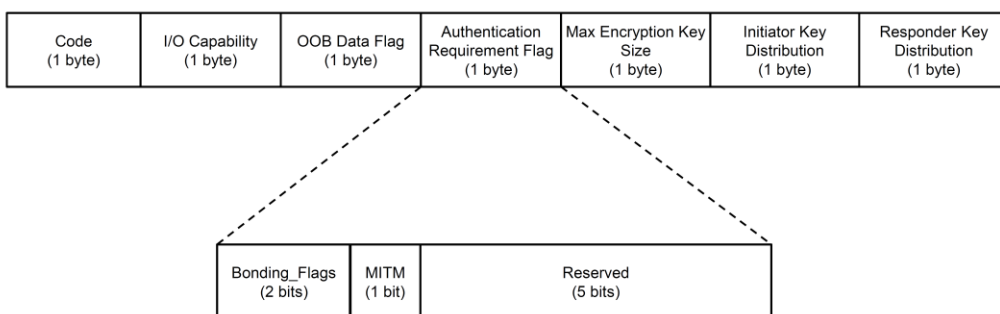 Code
(1 byte)
I/O Capability
(1 byte)
OOB Data Flag
(1 byte)
Authentication
Requirement Flag
(1 byte)
Max Encryption Key
Size
(1 byte)
Initiator Key
Distribution
(1 byte)
Responder Key
Distribution
(1 byte)
Bonding_Flags
(2 bits)
MITM
(1 bit)
Reserved
(5 bits)